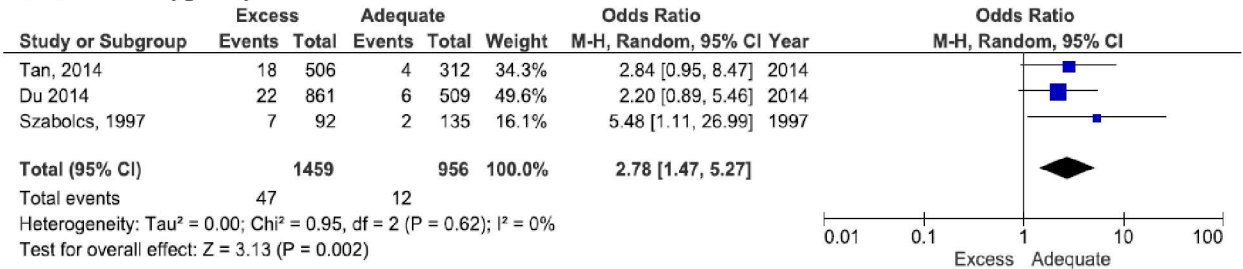 Excess Adequate Odds Ratio Odds Ratio
Study or Subgroup Events Total Events Total Weight M-H, Random, 95% CI Year M-H, Random, 95% CI
Tan, 2014 18 506 4 312 34.3% 2.84 [0.95, 8.47] 2014
Du 2014 22 861 6 509 49.6% 2.20 [0.89, 5.46] 2014
Szabolcs, 1997 7 92 2 135 16.1% 5.48 [1.11, 26.99] 1997
Total (95% CI) 1459 956 100.0% 2.78 [1.47, 5.27]
Total events 47 12
Heterogeneity: Tau² = 0.00; Chi² = 0.95, df = 2 (P = 0.62); I² = 0%
Test for overall effect: Z = 3.13 (P = 0.002)
0.01 0.1 1 10 100
Excess Adequate